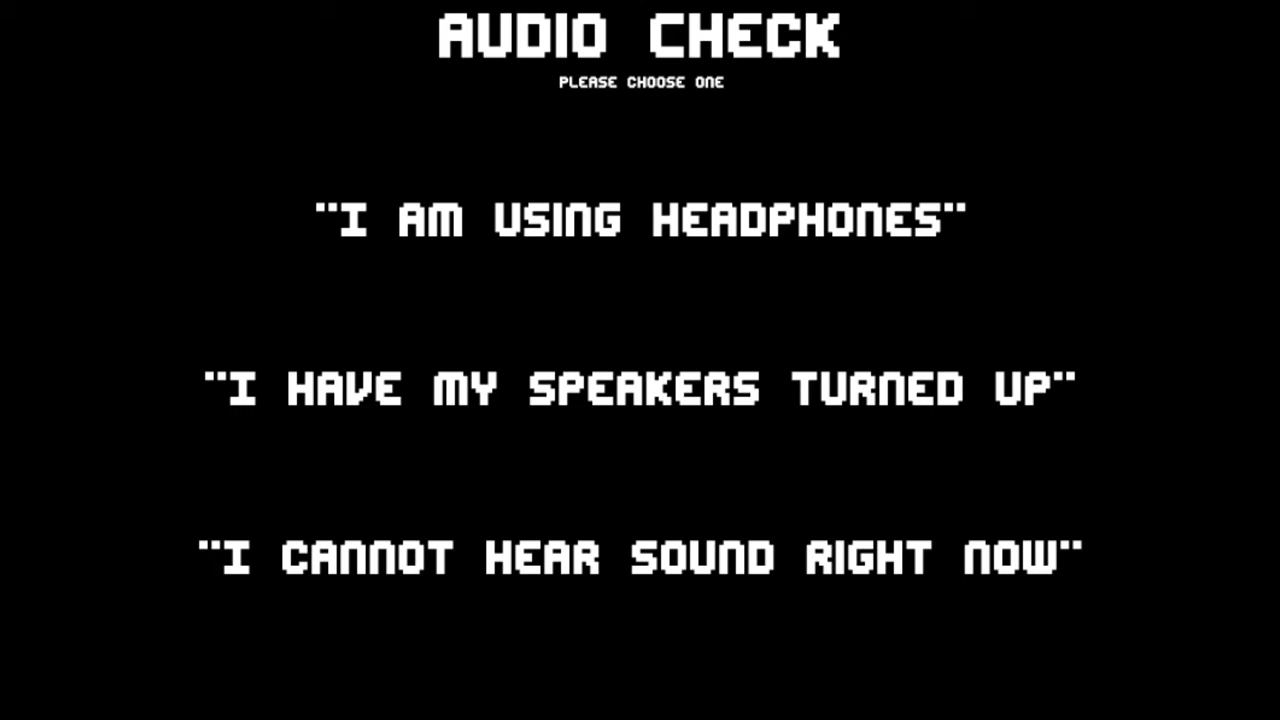 AUDIO CHECK
PLEASE CHOOSE ONE
"I AM USING HEADPHONES"
"I HAVE MY SPEAKERS TURNED UP"
"I CANNOT HEAR SOUND RIGHT NOW"